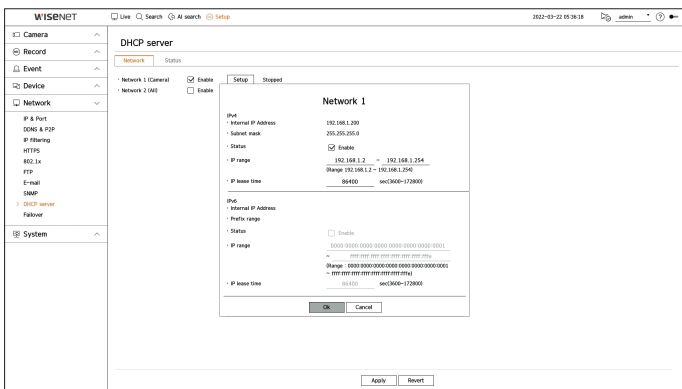 WISENET
Live Search AI search Setup
2022-03-22 05:36:18 admin
Camera
Record
Event
Device
Network
IP & Port
DDNS & P2P
IP filtering
HTTPS
802.1x
FTP
E-mail
SNMP
> DHCP server
Failover
System
DHCP server
Network Status
· Network 1 (Camera) Enable Setup Stopped
· Network 2 (All) Enable
Network 1
IPv4
· Internal IP Address 192.168.1.200
· Subnet mask 255.255.255.0
· Status Enable
· IP range 192.168.1.2 ~ 192.168.1.254
(Range 192.168.1.2 ~ 192.168.1.254)
· IP lease time 86400 sec(3600~172800)
IPv6
· Internal IP Address
· Prefix range
· Status Enable
· IP range 0000:0000:0000:0000:0000:0000:0000:0001
~ ffff:ffff:ffff:ffff:ffff:ffff:ffff:fffe
(Range : 0000:0000:0000:0000:0000:0000:0000:0001
~ ffff:ffff:ffff:ffff:ffff:ffff:ffff:fffe)
· IP lease time 86400 sec(3600~172800)
Ok Cancel
Apply Revert